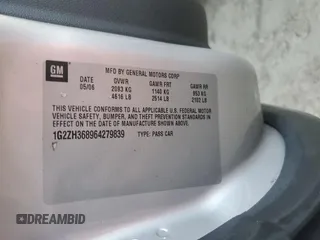 GM
MFD BY GENERAL MOTORS CORP
DATE GVWR GAWR FRT GAWR RR
05/06 2093 KG 1140 KG 953 KG
4616 LB 2514 LB 2102 LB
THIS VEHICLE CONFORMS TO ALL APPLICABLE U.S. FEDERAL MOTOR
VEHICLE SAFETY, BUMPER, AND THEFT PREVENTION STANDARDS
IN EFFECT ON THE DATE OF MANUFACTURE SHOWN ABOVE.
1G2ZH368964279839 TYPE: PASS CAR
DREAMBID